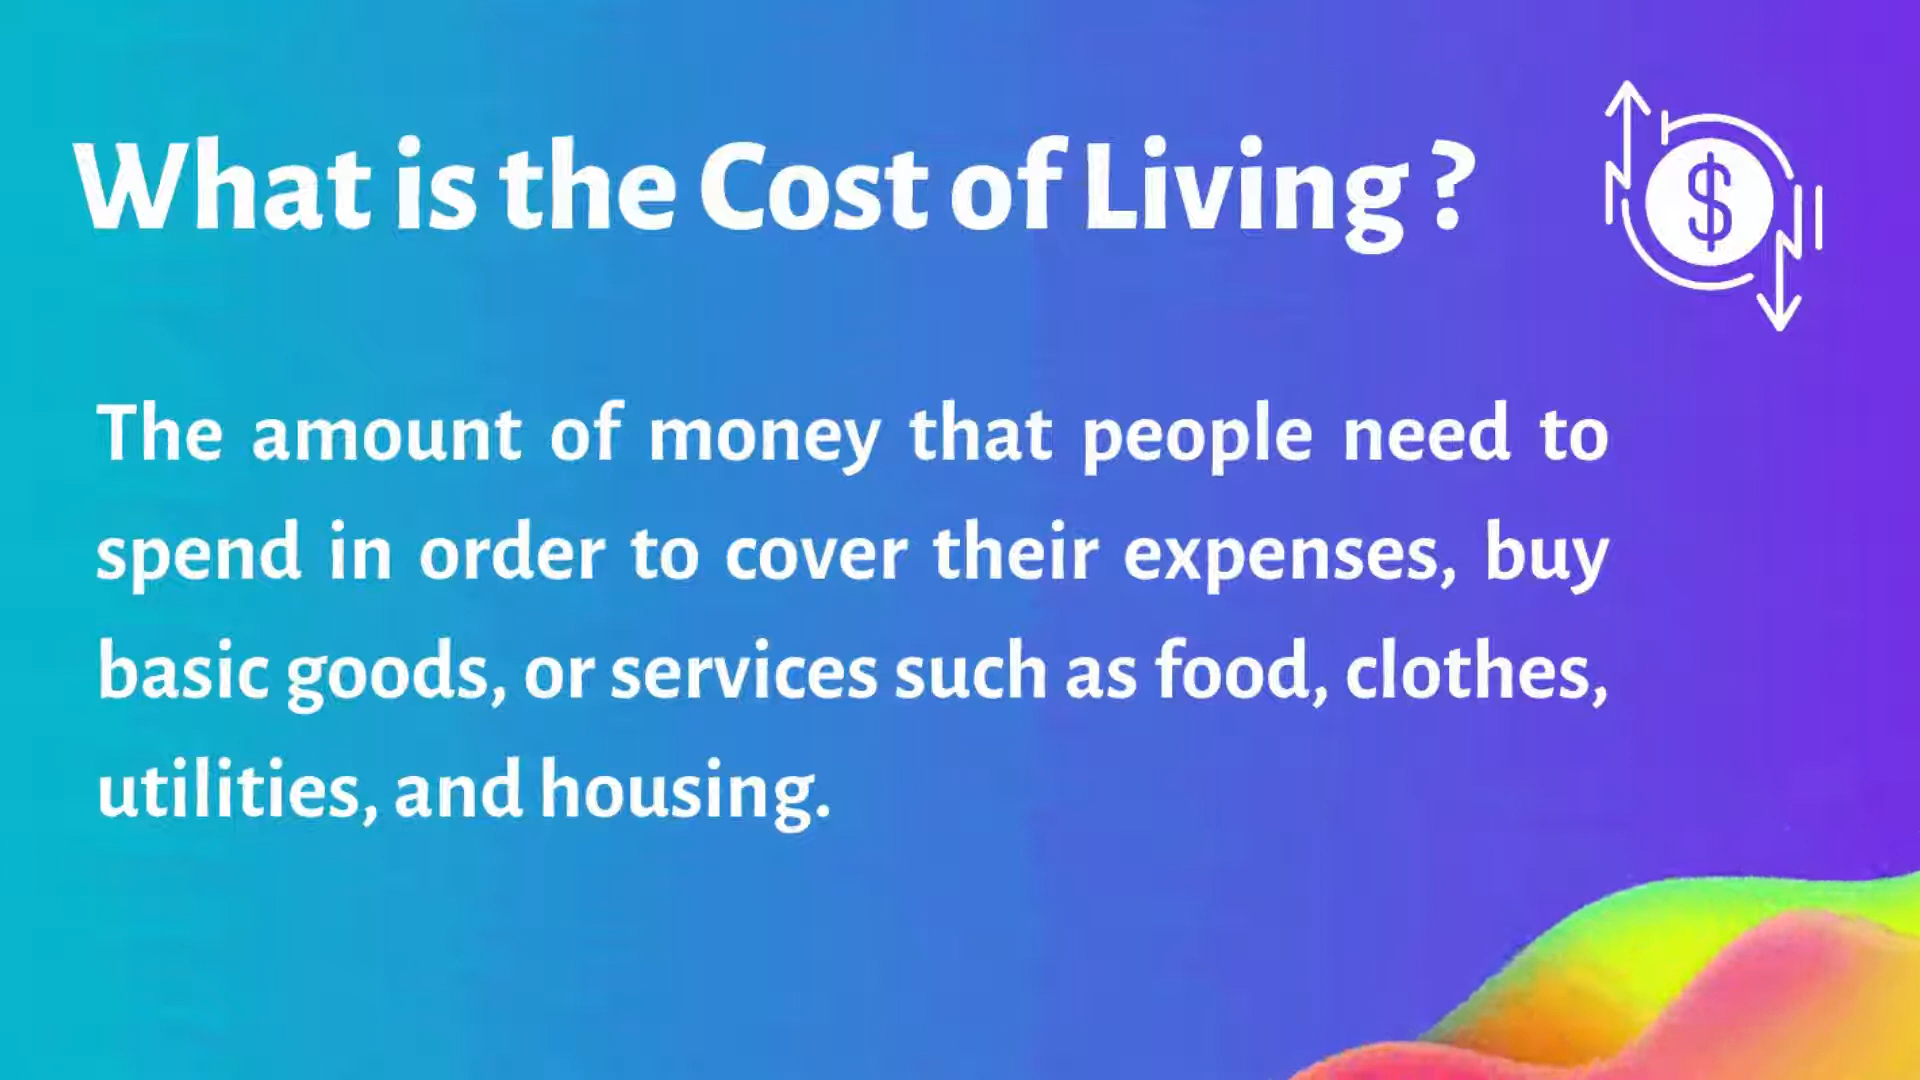 What is the Cost of Living ?
$
The amount of money that people need to
spend in order to cover their expenses, buy
basic goods, or services such as food, clothes,
utilities, and housing.